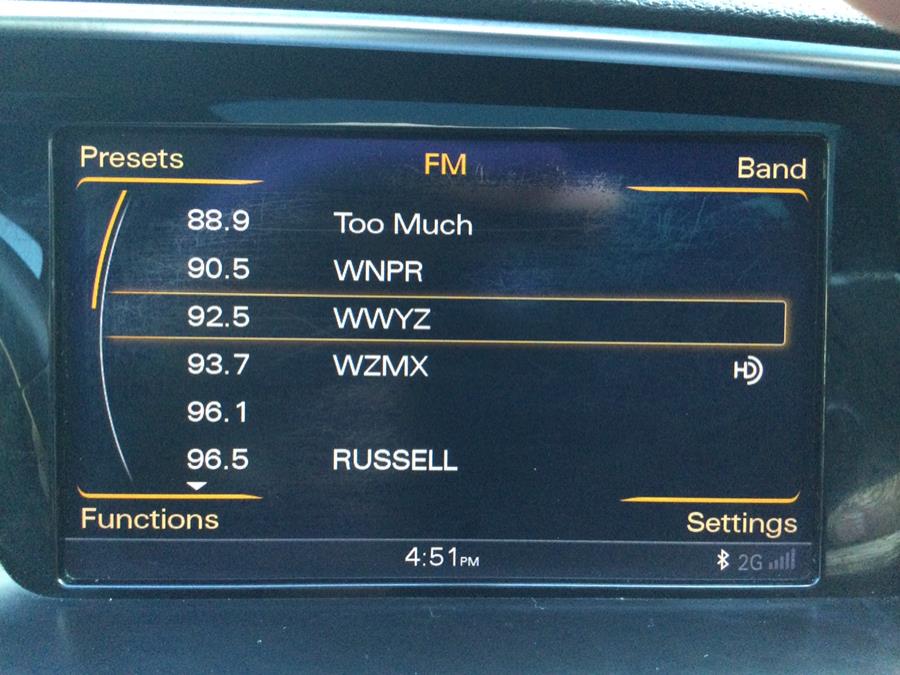 Presets FM Band
88.9 Too Much
90.5 WNPR
92.5 WWYZ
93.7 WZMX HD
96.1
96.5 RUSSELL
Functions Settings
4:51PM 2G